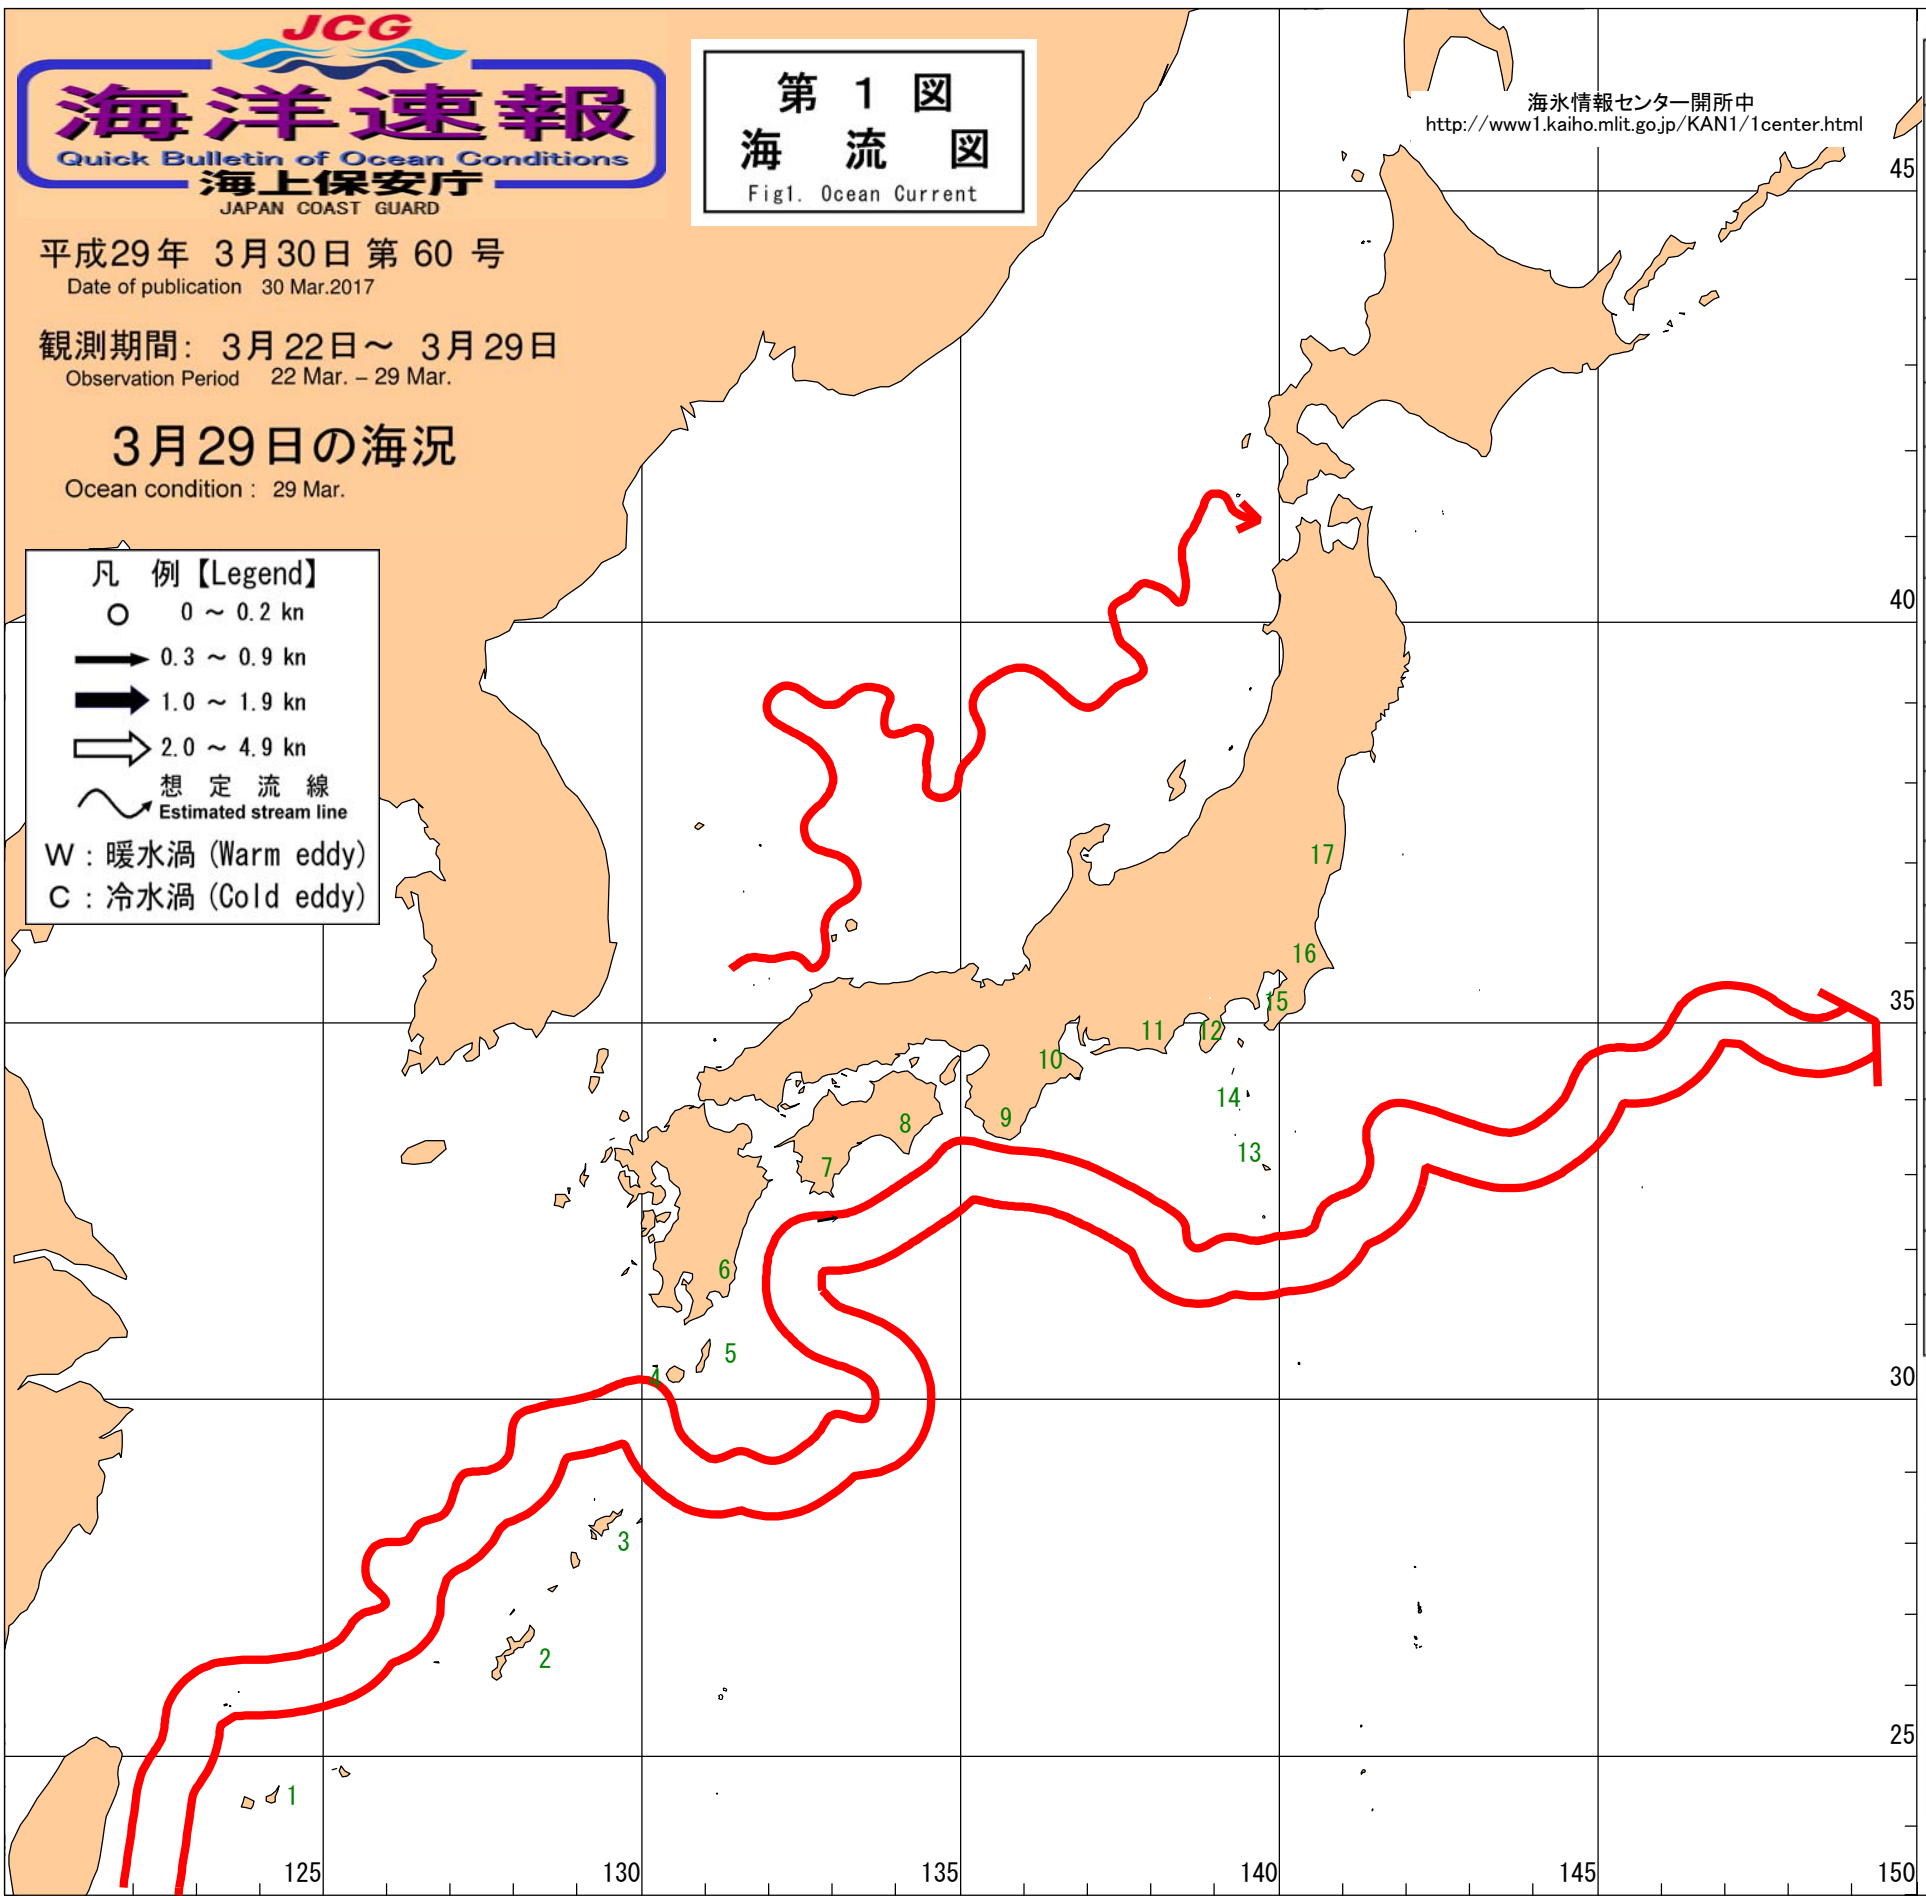 JCG
海洋速報
Quick Bulletin of Ocean Conditions
海上保安庁
JAPAN COAST GUARD
平成29年 3月30日 第 60 号
Date of publication 30 Mar.2017
観測期間: 3月22日～ 3月29日
Observation Period 22 Mar. – 29 Mar.
3月29日の海況
Ocean condition : 29 Mar.
第 1 図
海 流 図
Fig1. Ocean Current
海氷情報センター開所中
http://www1.kaiho.mlit.go.jp/KAN1/1center.html
凡 例【Legend】
0 ～ 0.2 kn
0.3 ～ 0.9 kn
1.0 ～ 1.9 kn
2.0 ～ 4.9 kn
想 定 流 線
Estimated stream line
W : 暖水渦 (Warm eddy)
C : 冷水渦 (Cold eddy)
45
40
35
30
25
17
16
15
12
11
10
14
9
8
13
7
6
5
4
3
2
1
125
130
135
140
145
150